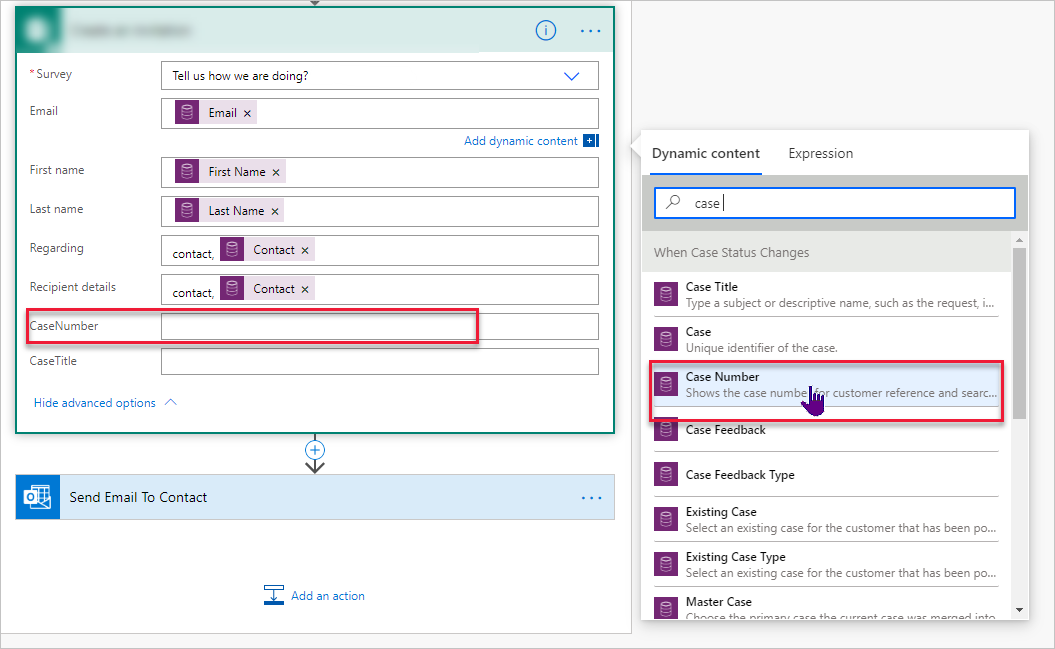 * Survey
Tell us how we are doing?
Email
Email ×
Add dynamic content
First name
First Name ×
Last name
Last Name ×
Regarding
contact, Contact ×
Recipient details
contact, Contact ×
CaseNumber
CaseTitle
Hide advanced options
Send Email To Contact
Add an action
Dynamic content
Expression
case
When Case Status Changes
Case Title
Type a subject or descriptive name, such as the request, i...
Case
Unique identifier of the case.
Case Number
Shows the case number for customer reference and searc...
Case Feedback
Case Feedback Type
Existing Case
Select an existing case for the customer that has been po...
Existing Case Type
Select an existing case for the customer that has been po...
Master Case
Choose the primary case the current case was merged into